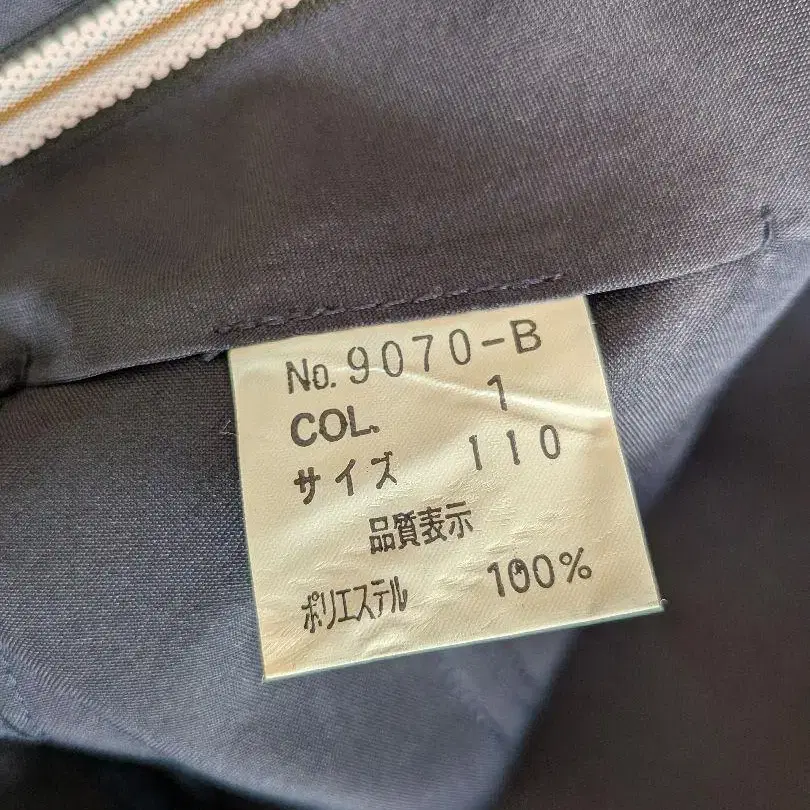 No. 9070-B
COL. 1
サイズ 110
品質表示
ポリエステル 100%